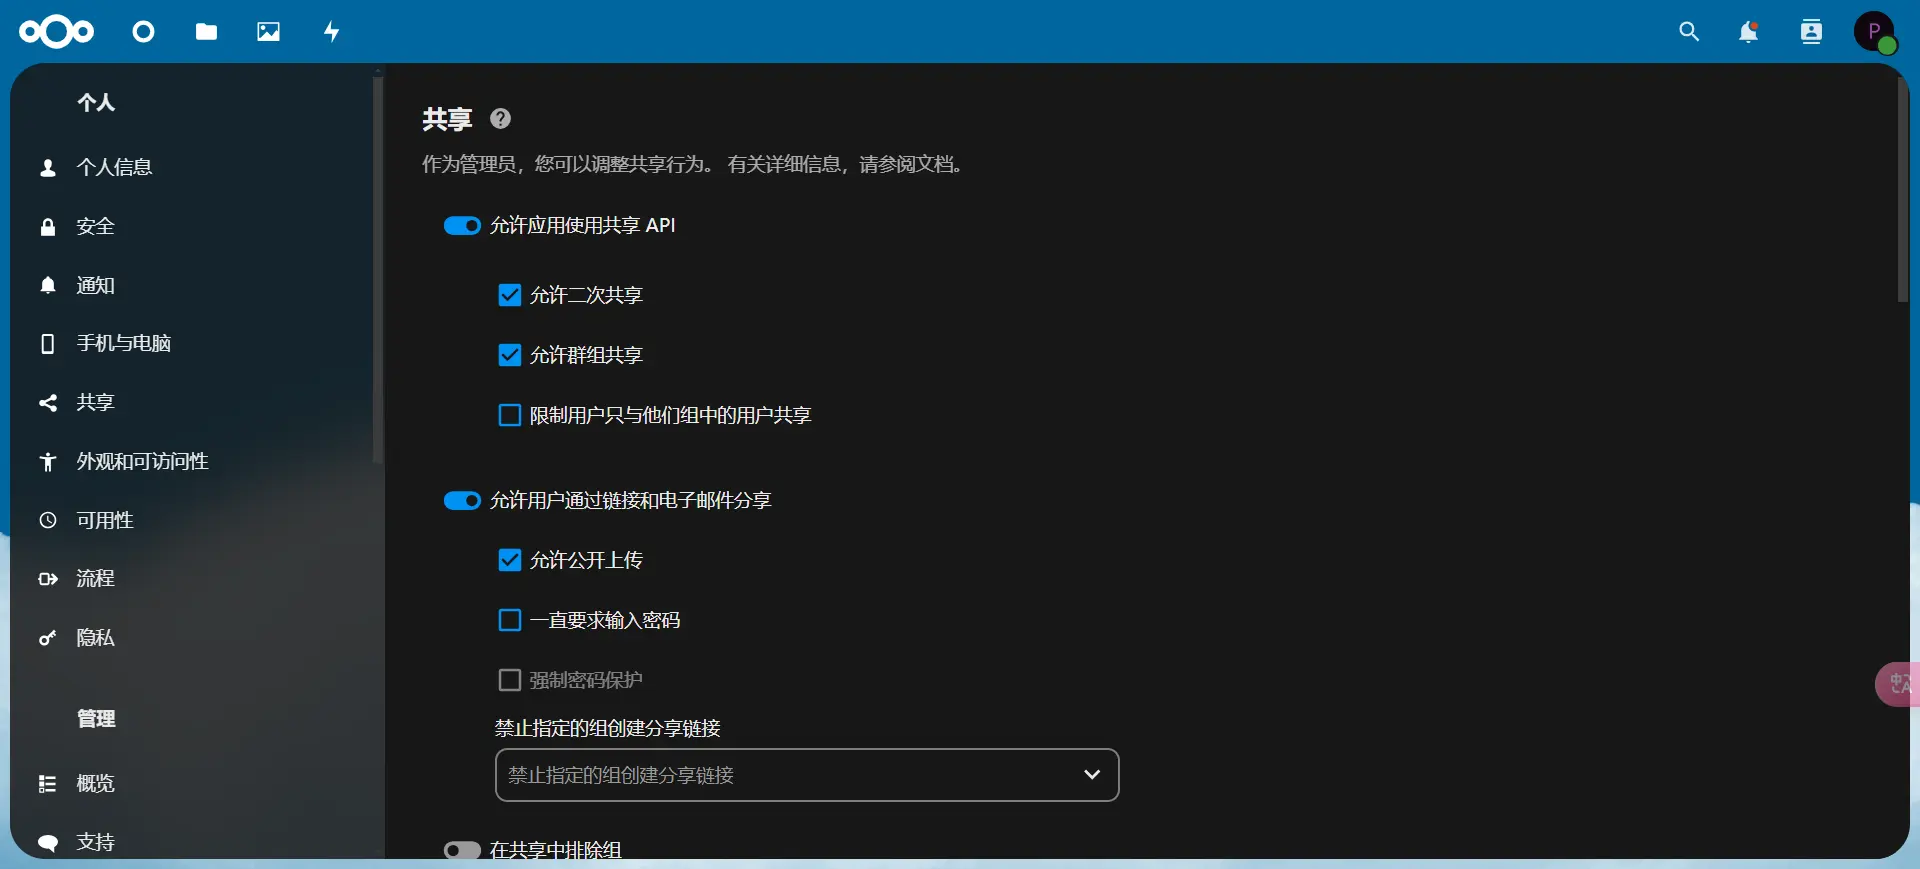 P
个人
个人信息
安全
通知
手机与电脑
共享
外观和可访问性
可用性
流程
隐私
管理
概览
支持
共享
作为管理员，您可以调整共享行为。 有关详细信息，请参阅文档。
允许应用使用共享 API
允许二次共享
允许群组共享
限制用户只与他们组中的用户共享
允许用户通过链接和电子邮件分享
允许公开上传
一直要求输入密码
强制密码保护
禁止指定的组创建分享链接
禁止指定的组创建分享链接
在共享中排除组
中A